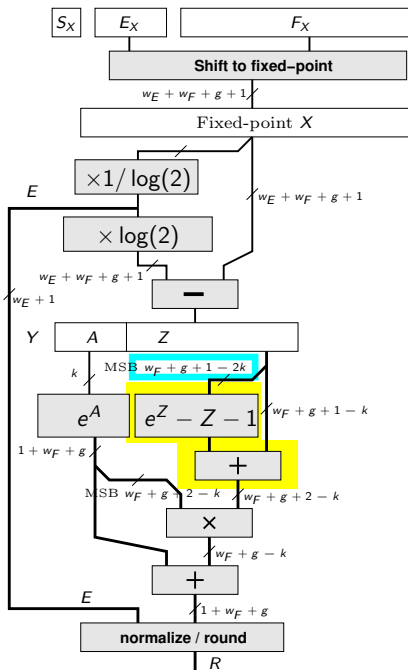 S_X E_X F_X
Shift to fixed–point
w_E + w_F + g + 1
Fixed-point X
×1/ log(2)
E
w_E + w_F + g + 1
× log(2)
w_E + w_F + g + 1
w_E + 1
−
Y A Z
MSB w_F + g + 1 − 2k
k
e^A e^Z − Z − 1
w_F + g + 1 − k
1 + w_F + g
+
MSB w_F + g + 2 − k
w_F + g + 2 − k
×
w_F + g − k
+
E
1 + w_F + g
normalize / round
R